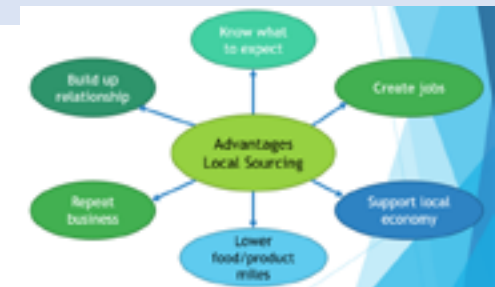 Know what
to expect
Build up
relationship
Create jobs
Advantages
Local Sourcing
Repeat
business
Support local
economy
Lower
food/product
miles